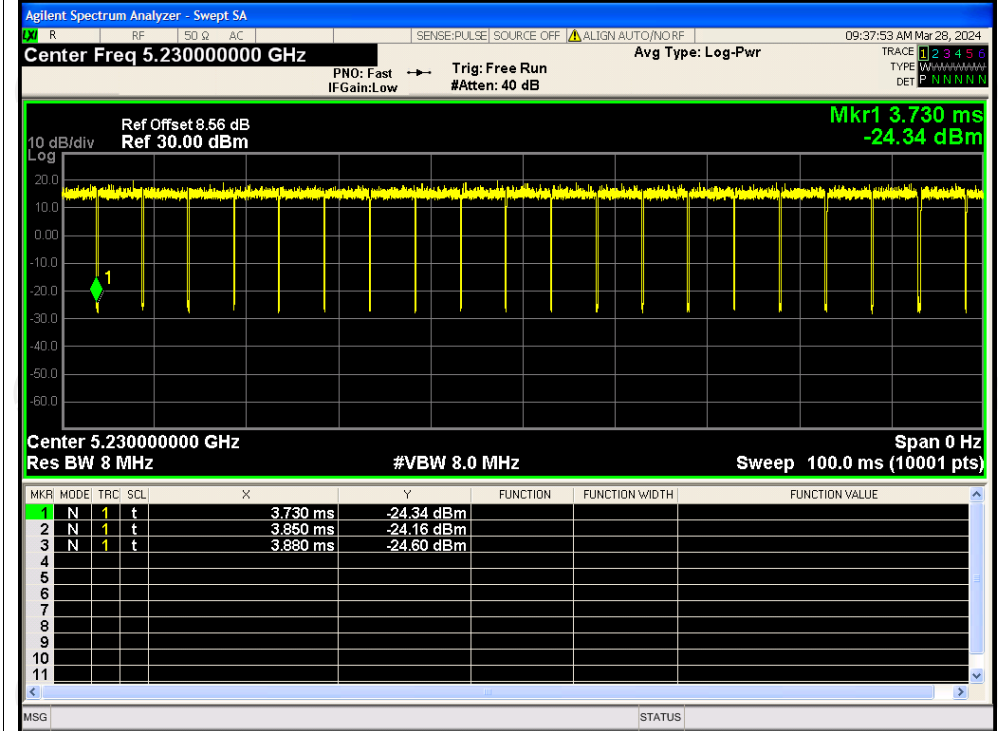 Agilent Spectrum Analyzer - Swept SA
LXI R RF 50 Ω AC SENSE:PULSE SOURCE OFF ALIGN AUTO/NO RF 09:37:53 AM Mar 28, 2024
Center Freq 5.230000000 GHz Avg Type: Log-Pwr TRACE 1 2 3 4 5 6
PNO: Fast Trig: Free Run TYPE WWWWWW
IFGain:Low #Atten: 40 dB DET P N N N N N
Mkr1 3.730 ms
Ref Offset 8.56 dB
10 dB/div Ref 30.00 dBm -24.34 dBm
Log
20.0
10.0
0.00
-10.0
1
-20.0
-30.0
-40.0
-50.0
-60.0
Center 5.230000000 GHz Span 0 Hz
Res BW 8 MHz #VBW 8.0 MHz Sweep 100.0 ms (10001 pts)
MKR MODE TRC SCL X Y FUNCTION FUNCTION WIDTH FUNCTION VALUE
1 N 1 t 3.730 ms -24.34 dBm
2 N 1 t 3.850 ms -24.16 dBm
3 N 1 t 3.880 ms -24.60 dBm
4
5
6
7
8
9
10
11
MSG STATUS